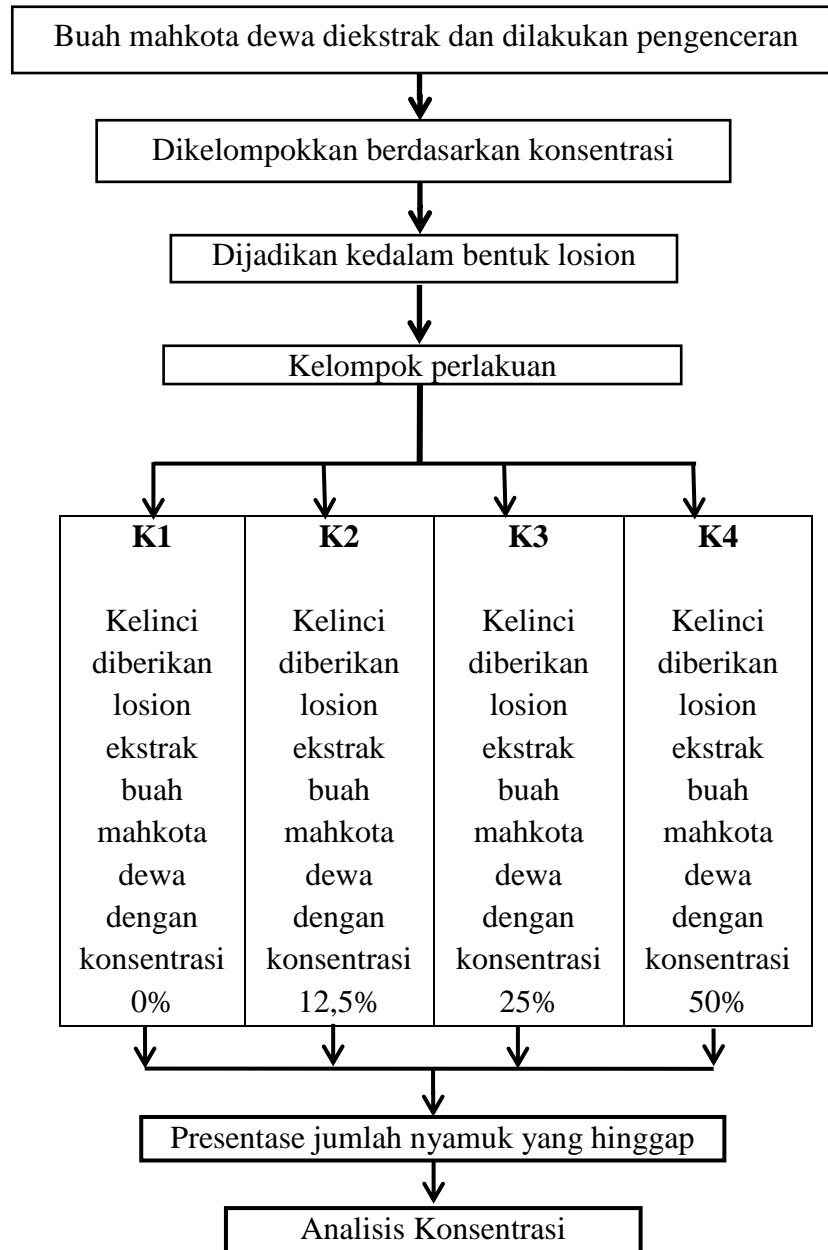 Buah mahkota dewa diekstrak dan dilakukan pengenceran
Dikelompokkan berdasarkan konsentrasi
Dijadikan kedalam bentuk losion
Kelompok perlakuan
K1
Kelinci
diberikan
losion
ekstrak
buah
mahkota
dewa
dengan
konsentrasi
0%
K2
Kelinci
diberikan
losion
ekstrak
buah
mahkota
dewa
dengan
konsentrasi
12,5%
K3
Kelinci
diberikan
losion
ekstrak
buah
mahkota
dewa
dengan
konsentrasi
25%
K4
Kelinci
diberikan
losion
ekstrak
buah
mahkota
dewa
dengan
konsentrasi
50%
Presentase jumlah nyamuk yang hinggap
Analisis Konsentrasi